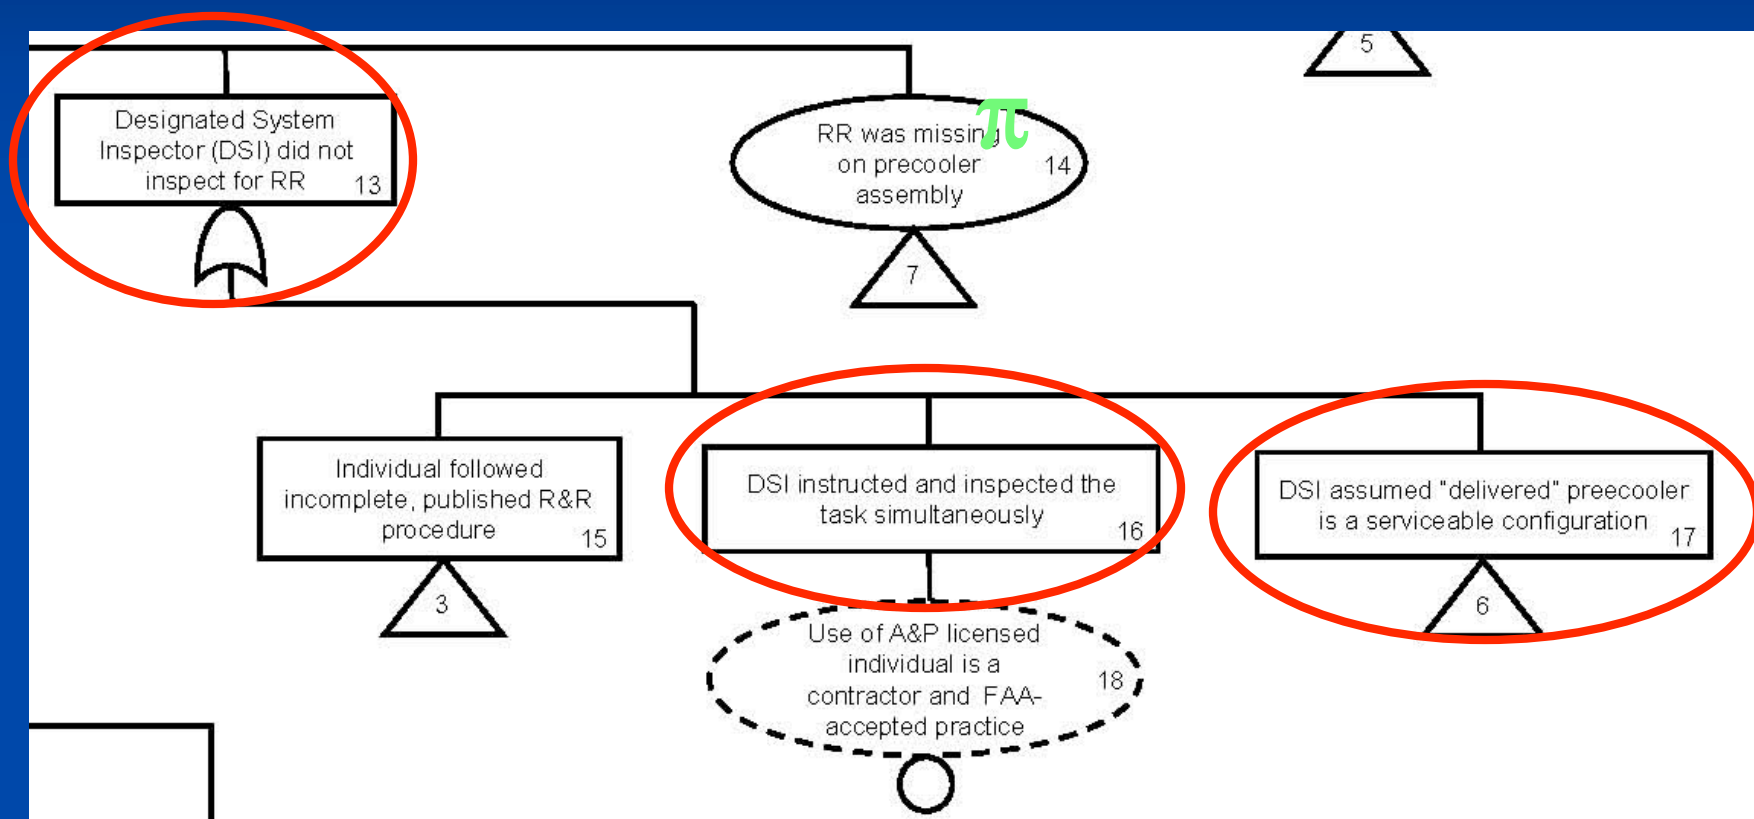 5
Designated System
Inspector (DSI) did not
inspect for RR
13
π
RR was missing
on precooler
assembly
14
7
Individual followed
incomplete, published R&R
procedure
15
3
DSI instructed and inspected the
task simultaneously
16
DSI assumed "delivered" preecooler
is a serviceable configuration
17
6
Use of A&P licensed
individual is a
contractor and FAA-
accepted practice
18